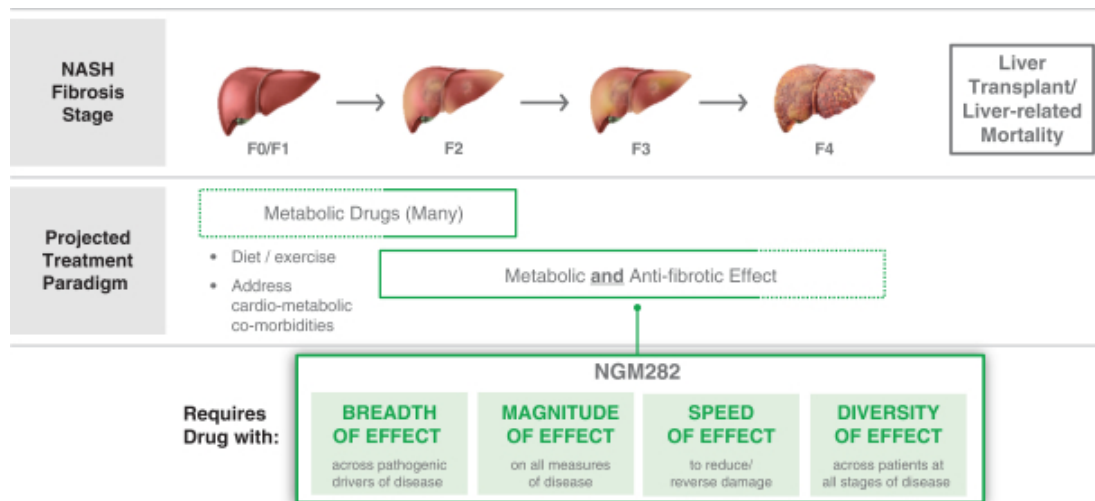 NASH
Fibrosis
Stage
F0/F1
F2
F3
F4
Liver
Transplant/
Liver-related
Mortality
Projected
Treatment
Paradigm
Metabolic Drugs (Many)
• Diet / exercise
• Address
cardio-metabolic
co-morbidities
Metabolic and Anti-fibrotic Effect
Requires
Drug with:
NGM282
BREADTH
OF EFFECT
across pathogenic
drivers of disease
MAGNITUDE
OF EFFECT
on all measures
of disease
SPEED
OF EFFECT
to reduce/
reverse damage
DIVERSITY
OF EFFECT
across patients at
all stages of disease